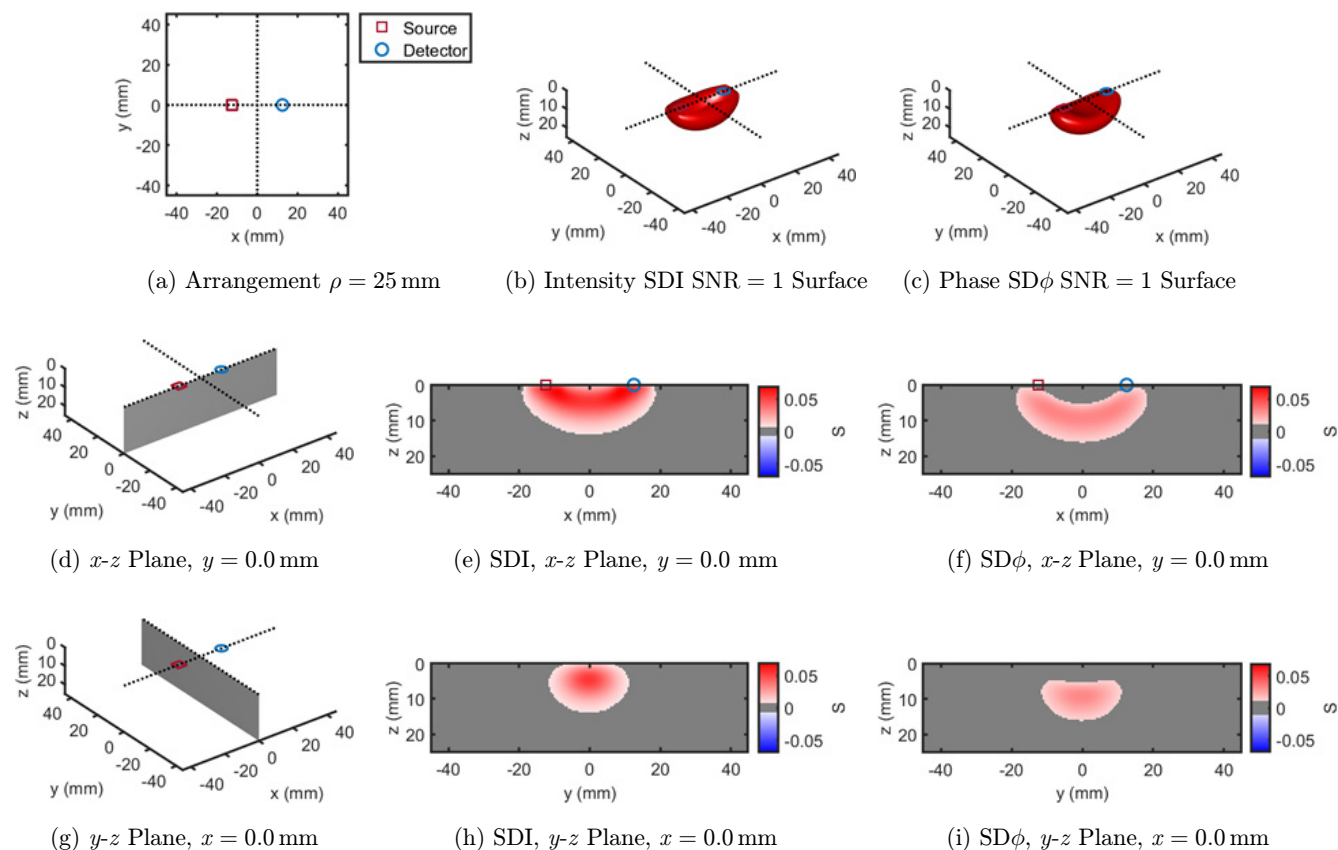 40
20
0
-20
-40
y (mm)
-40 -20 0 20 40
x (mm)
Source
Detector
0
10
20
z (mm)
40
20
0
-20
-40
y (mm)
-40
-20
0
20
40
x (mm)
0
10
20
z (mm)
40
20
0
-20
-40
y (mm)
-40
-20
0
20
40
x (mm)
(a) Arrangement ρ = 25 mm
(b) Intensity SDI SNR = 1 Surface
(c) Phase SDϕ SNR = 1 Surface
0
10
20
z (mm)
40
20
0
-20
-40
y (mm)
-40
-20
0
20
40
x (mm)
0
10
20
z (mm)
-40 -20 0 20 40
x (mm)
0.05
0
-0.05
S
0
10
20
z (mm)
-40 -20 0 20 40
x (mm)
0.05
0
-0.05
S
(d) x-z Plane, y = 0.0 mm
(e) SDI, x-z Plane, y = 0.0 mm
(f) SDϕ, x-z Plane, y = 0.0 mm
0
10
20
z (mm)
40
20
0
-20
-40
y (mm)
-40
-20
0
20
40
x (mm)
0
10
20
z (mm)
-40 -20 0 20 40
y (mm)
0.05
0
-0.05
S
0
10
20
z (mm)
-40 -20 0 20 40
y (mm)
0.05
0
-0.05
S
(g) y-z Plane, x = 0.0 mm
(h) SDI, y-z Plane, x = 0.0 mm
(i) SDϕ, y-z Plane, x = 0.0 mm